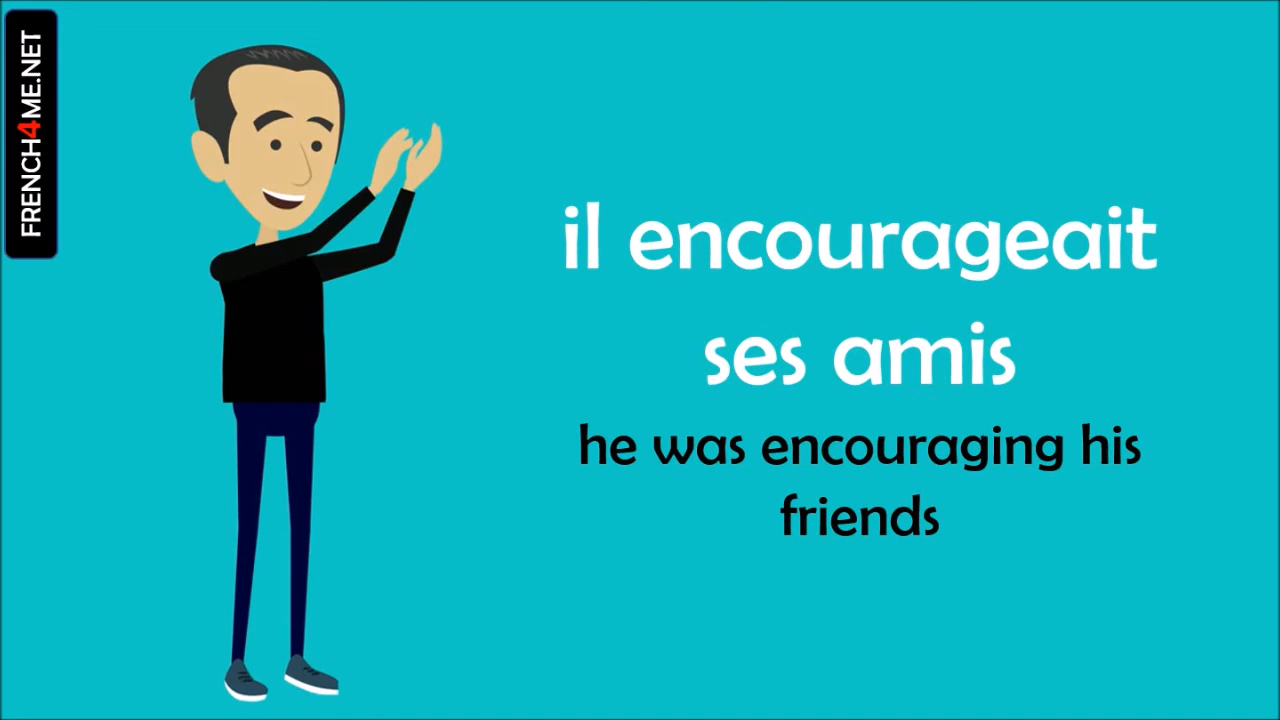 FRENCH4ME.NET
il encourageait
ses amis
he was encouraging his
friends